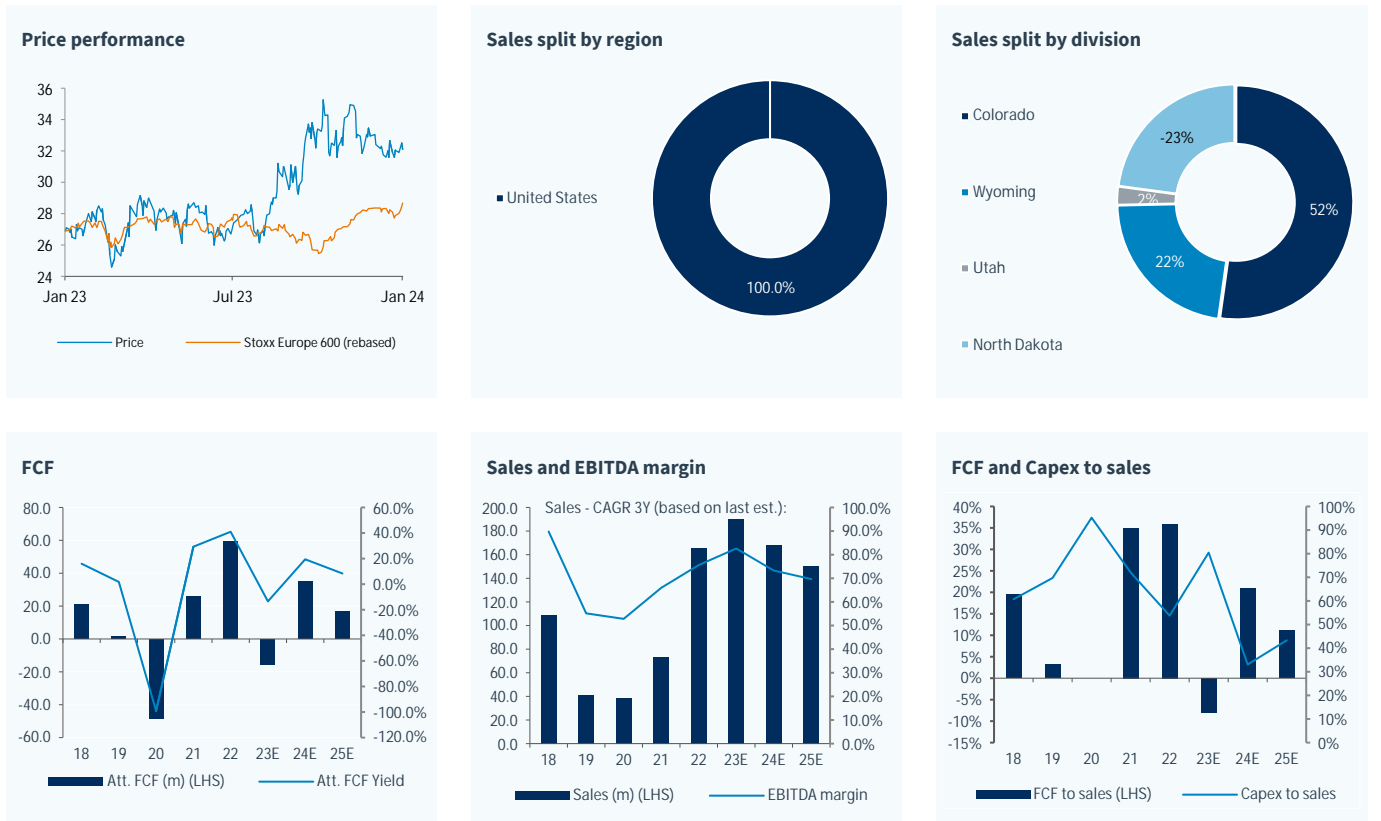 Price performance
36
34
32
30
28
26
24
Jan 23
Jul 23
Jan 24
Price
Stoxx Europe 600 (rebased)
Sales split by region
United States
100.0%
Sales split by division
Colorado
Wyoming
Utah
North Dakota
-23%
2%
22%
52%
FCF
80.0
60.0
40.0
20.0
0.0
-20.0
-40.0
-60.0
60.0%
40.0%
20.0%
0.0%
-20.0%
-40.0%
-60.0%
-80.0%
-100.0%
-120.0%
18
19
20
21
22
23E
24E
25E
Att. FCF (m) (LHS)
Att. FCF Yield
Sales and EBITDA margin
Sales - CAGR 3Y (based on last est.):
200.0
180.0
160.0
140.0
120.0
100.0
80.0
60.0
40.0
20.0
0.0
100.0%
90.0%
80.0%
70.0%
60.0%
50.0%
40.0%
30.0%
20.0%
10.0%
0.0%
18
19
20
21
22
23E
24E
25E
Sales (m) (LHS)
EBITDA margin
FCF and Capex to sales
40%
35%
30%
25%
20%
15%
10%
5%
0%
-5%
-10%
-15%
100%
90%
80%
70%
60%
50%
40%
30%
20%
10%
0%
18
19
20
21
22
23E
24E
25E
FCF to sales (LHS)
Capex to sales